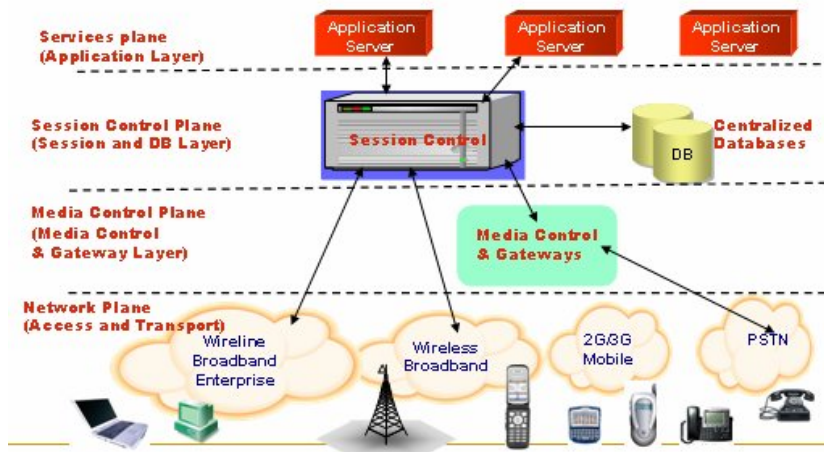 Services plane
(Application Layer)
Application
Server
Application
Server
Application
Server
Session Control Plane
(Session and DB Layer)
Session Control
DB
Centralized
Databases
Media Control Plane
(Media Control
& Gateway Layer)
Media Control
& Gateways
Network Plane
(Access and Transport)
Wireline
Broadband
Enterprise
Wireless
Broadband
2G/3G
Mobile
PSTN